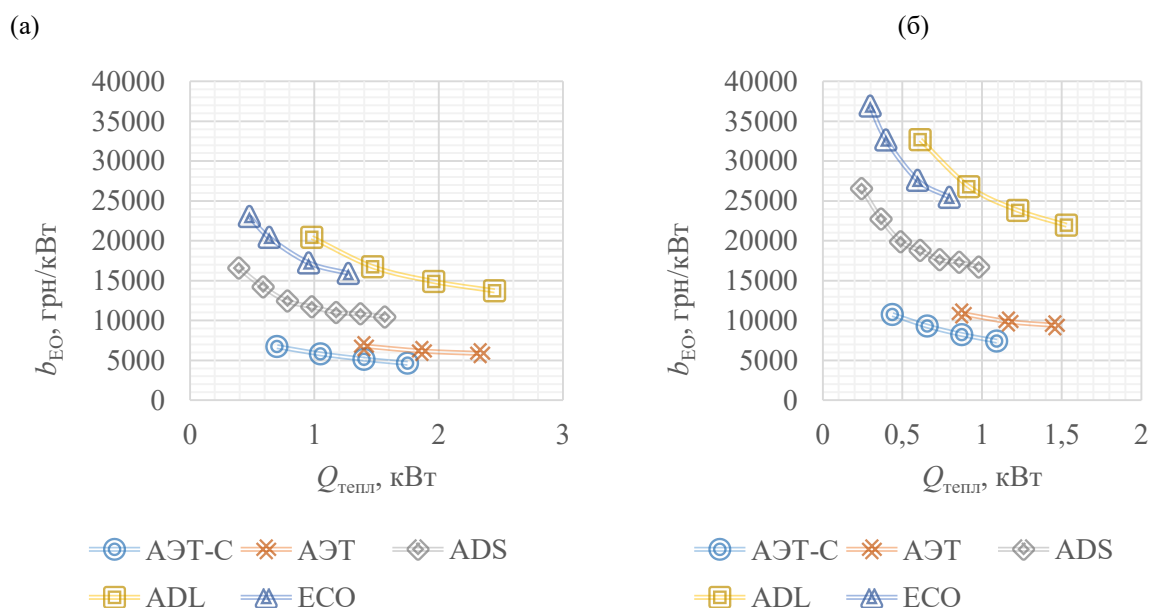 (а)
(б)
bEO, грн/кВт
40000
35000
30000
25000
20000
15000
10000
5000
0
0
1
2
3
Qтепл, кВт
АЭТ-С
АЭТ
ADS
ADL
ECO
bEO, грн/кВт
40000
35000
30000
25000
20000
15000
10000
5000
0
0
0,5
1
1,5
2
Qтепл, кВт
АЭТ-С
АЭТ
ADS
ADL
ECO